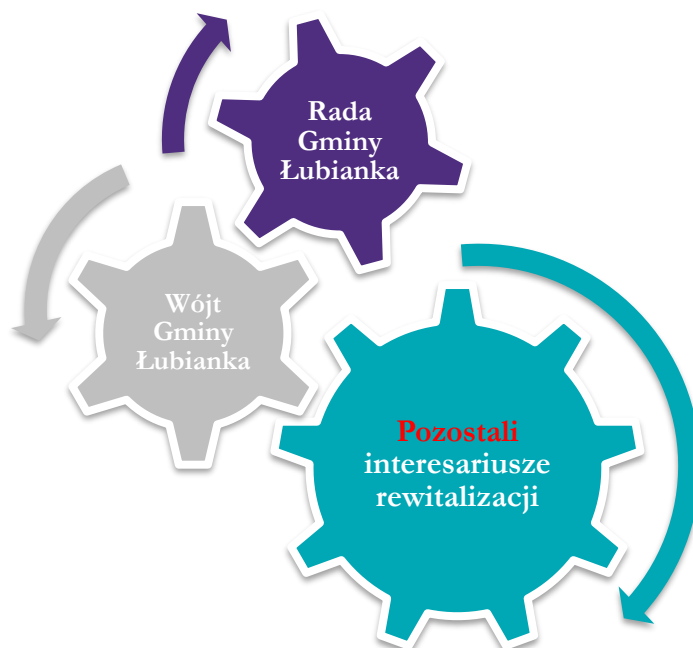 Rada
Gminy
Łubianka
Wójt
Gminy
Łubianka
Pozostali
interesariusze
rewitalizacji